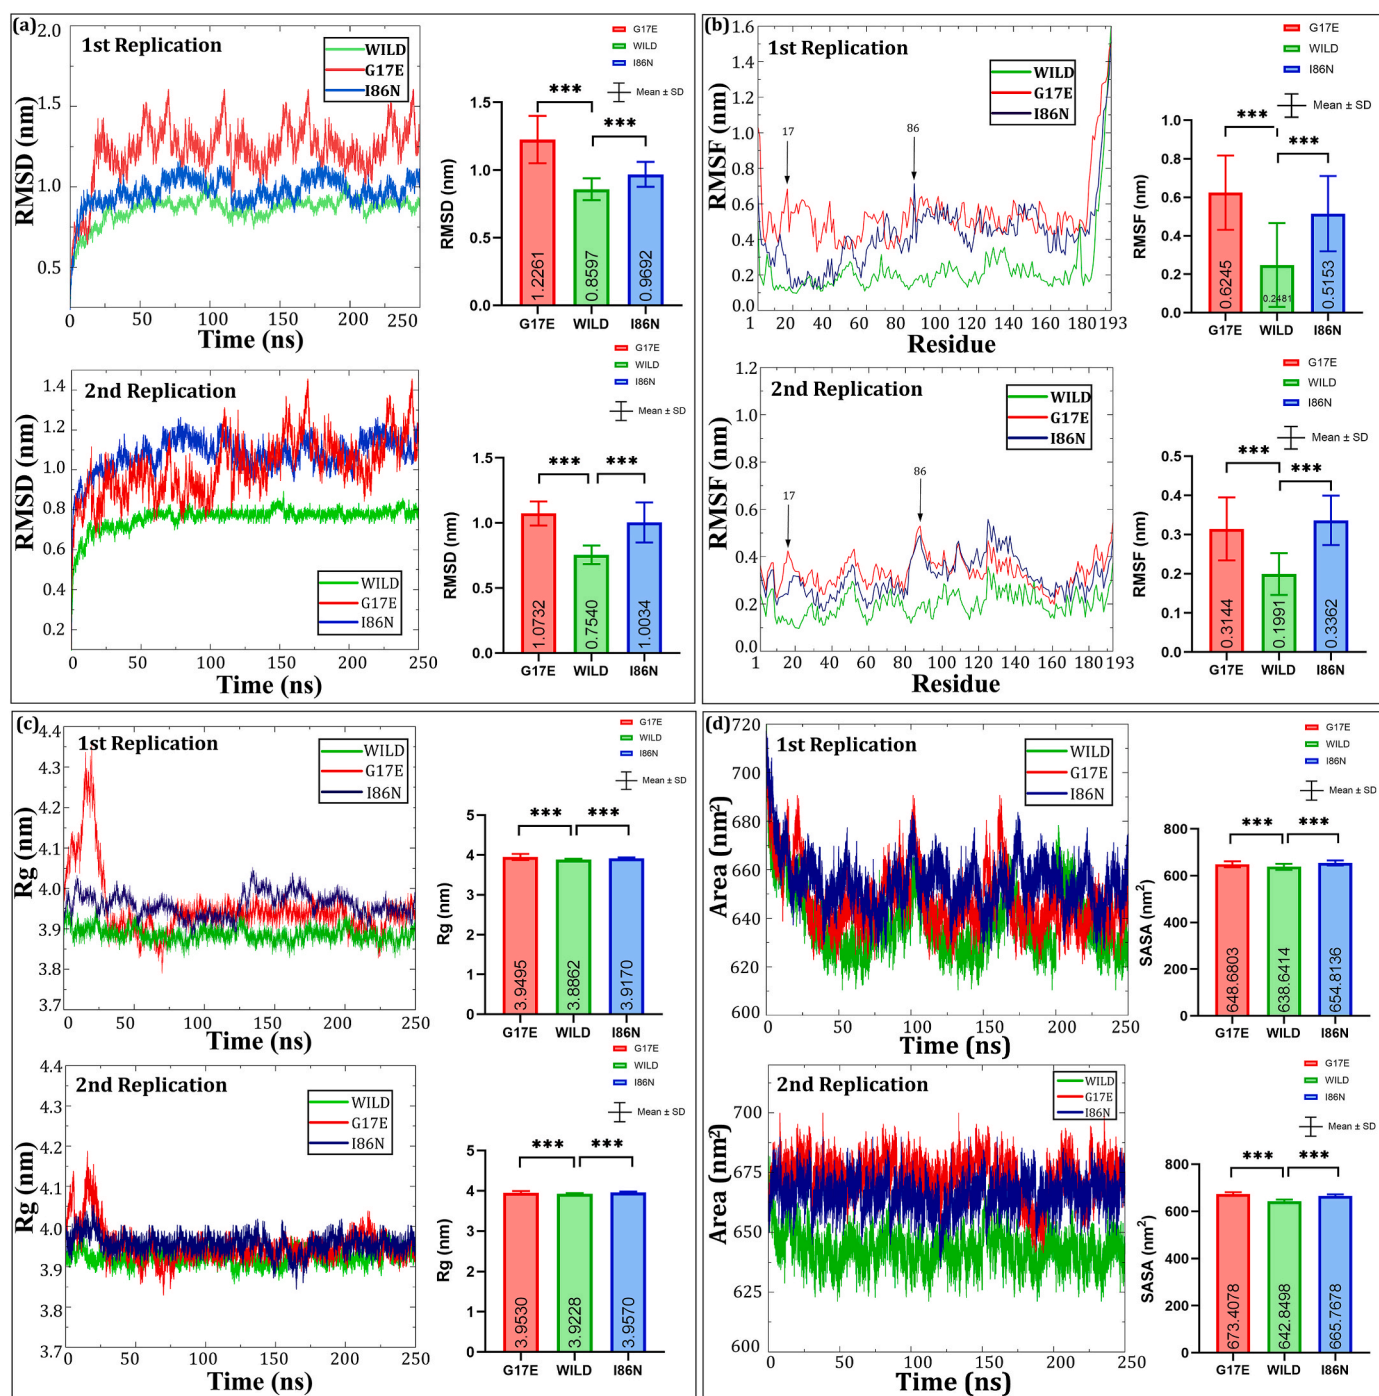 (a)
1st Replication
RMSD (nm)
2.0
1.5
1.0
0.5
0 50 100 150 200 250
Time (ns)
WILD
G17E
I86N
G17E
WILD
I86N
Mean ± SD
RMSD (nm)
1.5
1.0
0.5
0.0
*** ***
1.2261 0.8597 0.9692
G17E WILD I86N
2nd Replication
RMSD (nm)
1.4
1.2
1.0
0.8
0.6
0.4
0.2
0 50 100 150 200 250
Time (ns)
WILD
G17E
I86N
G17E
WILD
I86N
Mean ± SD
RMSD (nm)
1.5
1.0
0.5
0.0
*** ***
1.0732 0.7540 1.0034
G17E WILD I86N
(b)
1st Replication
RMSF (nm)
1.6
1.4
1.2
1.0
0.8
0.6
0.4
0.2
0.0
17 86
1 20 40 60 80 100 120 140 160 180 193
Residue
WILD
G17E
I86N
G17E
WILD
I86N
Mean ± SD
RMSF (nm)
1.0
0.8
0.6
0.4
0.2
0.0
*** ***
0.6245 0.2481 0.5153
G17E WILD I86N
2nd Replication
RMSF (nm)
1.2
1.0
0.8
0.6
0.4
0.2
0.0
17 86
1 20 40 60 80 100 120 140 160 180 193
Residue
WILD
G17E
I86N
G17E
WILD
I86N
Mean ± SD
RMSF (nm)
0.5
0.4
0.3
0.2
0.1
0.0
*** ***
0.3144 0.1991 0.3362
G17E WILD I86N
(c)
1st Replication
Rg (nm)
4.4
4.3
4.2
4.1
4.0
3.9
3.8
3.7
0 50 100 150 200 250
Time (ns)
WILD
G17E
I86N
G17E
WILD
I86N
Mean ± SD
Rg (nm)
5
4
3
2
1
0
*** ***
3.9495 3.8862 3.9170
G17E WILD I86N
2nd Replication
Rg (nm)
4.4
4.3
4.2
4.1
4.0
3.9
3.8
3.7
0 50 100 150 200 250
Time (ns)
WILD
G17E
I86N
G17E
WILD
I86N
Mean ± SD
Rg (nm)
5
4
3
2
1
0
*** ***
3.9530 3.9228 3.9570
G17E WILD I86N
(d)
1st Replication
Area (nm²)
720
700
680
660
640
620
600
0 50 100 150 200 250
Time (ns)
WILD
G17E
I86N
G17E
WILD
I86N
Mean ± SD
SASA (nm²)
800
600
400
200
0
*** ***
648.6803 638.6414 654.8136
G17E WILD I86N
2nd Replication
Area (nm²)
700
675
650
625
600
0 50 100 150 200 250
Time (ns)
WILD
G17E
I86N
G17E
WILD
I86N
Mean ± SD
SASA (nm²)
800
600
400
200
0
*** ***
673.4078 642.8498 665.7678
G17E WILD I86N